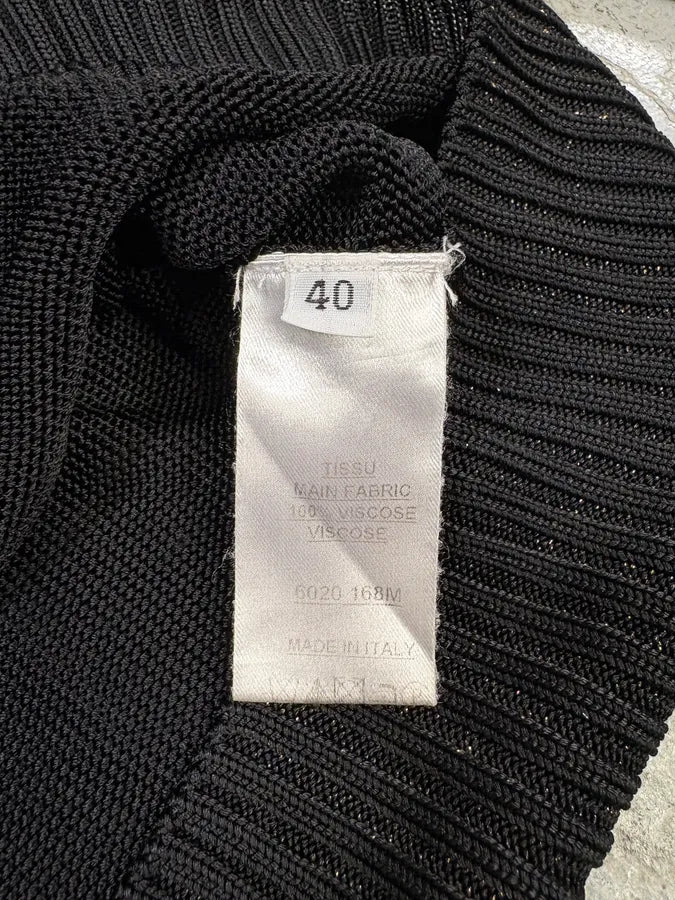 40
TISSU
MAIN FABRIC
100% VISCOSE
VISCOSE
6020 168M
MADE IN ITALY